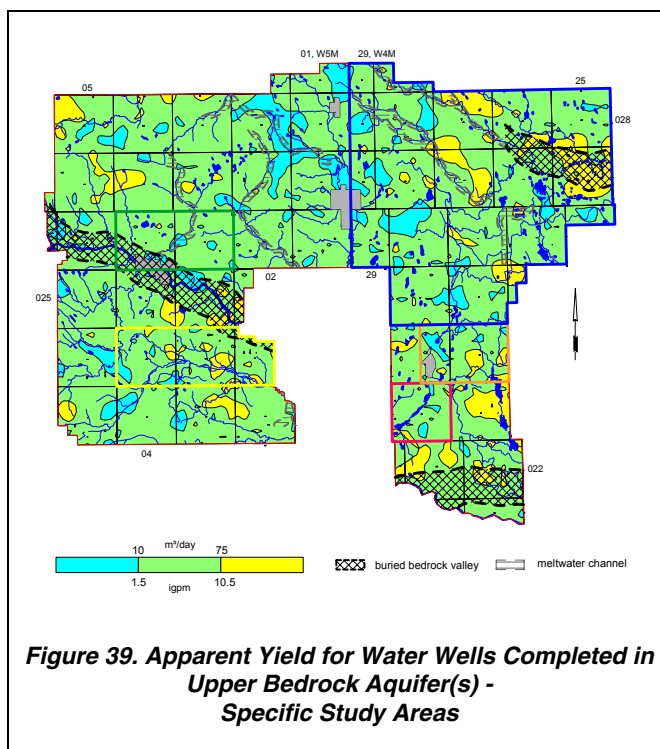 01, W5M 29, W4M
05
25
028
025
02
29
04
022
m³/day
10 75
1.5 igpm 10.5
buried bedrock valley
meltwater channel
Figure 39. Apparent Yield for Water Wells Completed in
Upper Bedrock Aquifer(s) -
Specific Study Areas